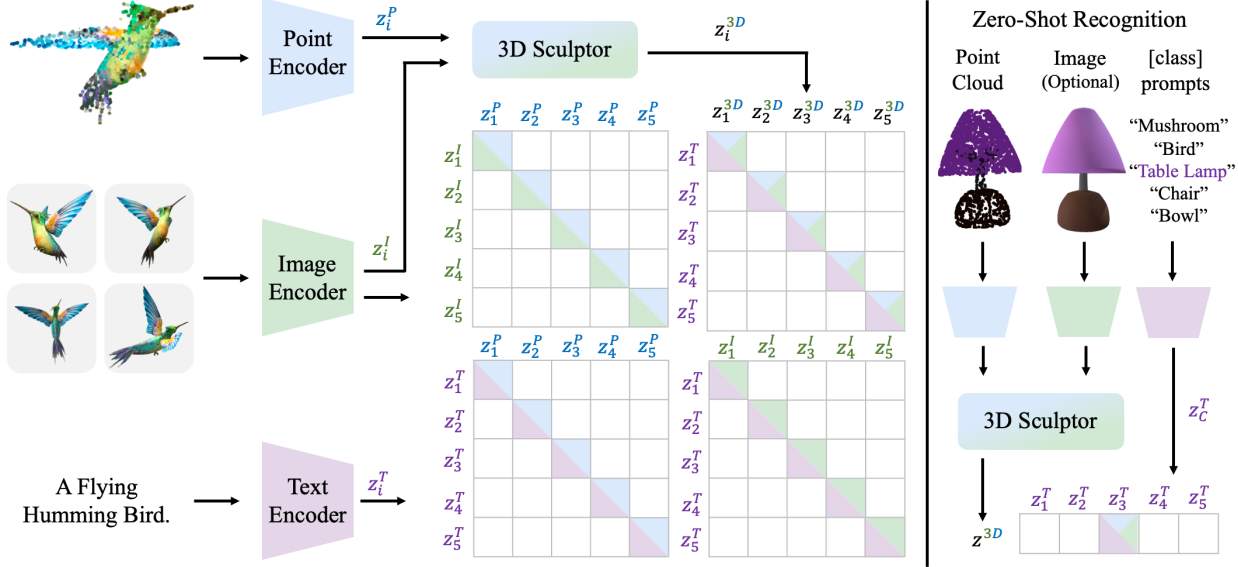 Point
Encoder
z_i^P
3D Sculptor
z_i^{3D}
z_1^P z_2^P z_3^P z_4^P z_5^P
z_1^I
z_2^I
z_3^I
z_4^I
z_5^I
z_1^{3D} z_2^{3D} z_3^{3D} z_4^{3D} z_5^{3D}
z_1^T
z_2^T
z_3^T
z_4^T
z_5^T
Image
Encoder
z_i^I
z_1^P z_2^P z_3^P z_4^P z_5^P
z_1^T
z_2^T
z_3^T
z_4^T
z_5^T
z_1^I z_2^I z_3^I z_4^I z_5^I
z_1^T
z_2^T
z_3^T
z_4^T
z_5^T
A Flying
Humming Bird.
Text
Encoder
z_i^T
Zero-Shot Recognition
Point
Cloud
Image
(Optional)
[class]
prompts
“Mushroom”
“Bird”
“Table Lamp”
“Chair”
“Bowl”
3D Sculptor
z_C^T
z^{3D}
z_1^T z_2^T z_3^T z_4^T z_5^T